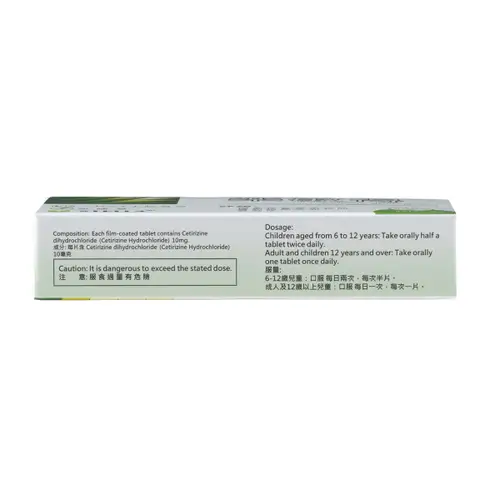 Composition: Each film-coated tablet contains Cetirizine
dihydrochloride (Cetirizine Hydrochloride) 10mg.
成分: 每片含 Cetirizine dihydrochloride (Cetirizine Hydrochloride)
10毫克
Caution: It is dangerous to exceed the stated dose.
注 意: 服食過量有危險
Dosage:
Children aged from 6 to 12 years: Take orally half a
tablet twice daily.
Adult and children 12 years and over: Take orally
one tablet once daily.
服量:
6-12歲兒童：口服 每日兩次，每次半片。
成人及12歲以上兒童：口服 每日一次，每次一片。